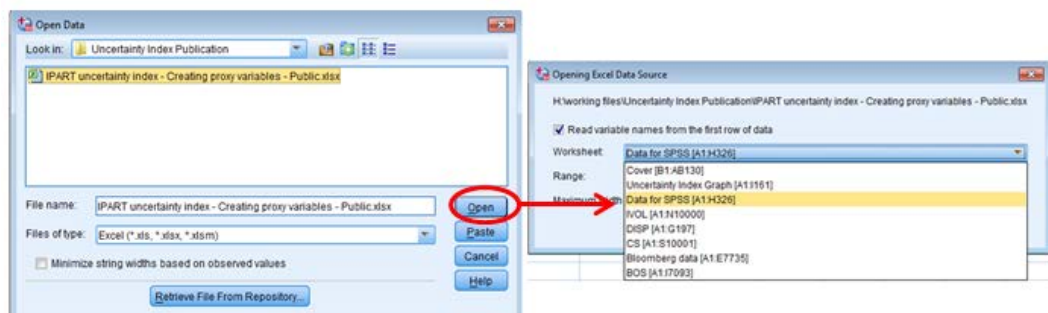 Open Data
Look in: Uncertainty Index Publication
IPART uncertainty index - Creating proxy variables - Public.xlsx
File name: IPART uncertainty index - Creating proxy variables - Public.xlsx
Open
Files of type: Excel (*.xls, *.xlsx, *.xlsm)
Paste
Minimize string widths based on observed values
Cancel
Help
Retrieve File From Repository...
Opening Excel Data Source
H:\working files\Uncertainty Index Publication\IPART uncertainty index - Creating proxy variables - Public.xlsx
Read variable names from the first row of data
Worksheet: Data for SPSS [A1:H326]
Range:
Cover [B1:AB130]
Uncertainty Index Graph [A1:I161]
Data for SPSS [A1:H326]
IVOL [A1:N10000]
DISP [A1:G197]
CS [A1:S10001]
Bloomberg data [A1:E7735]
BOS [A1:I7093]